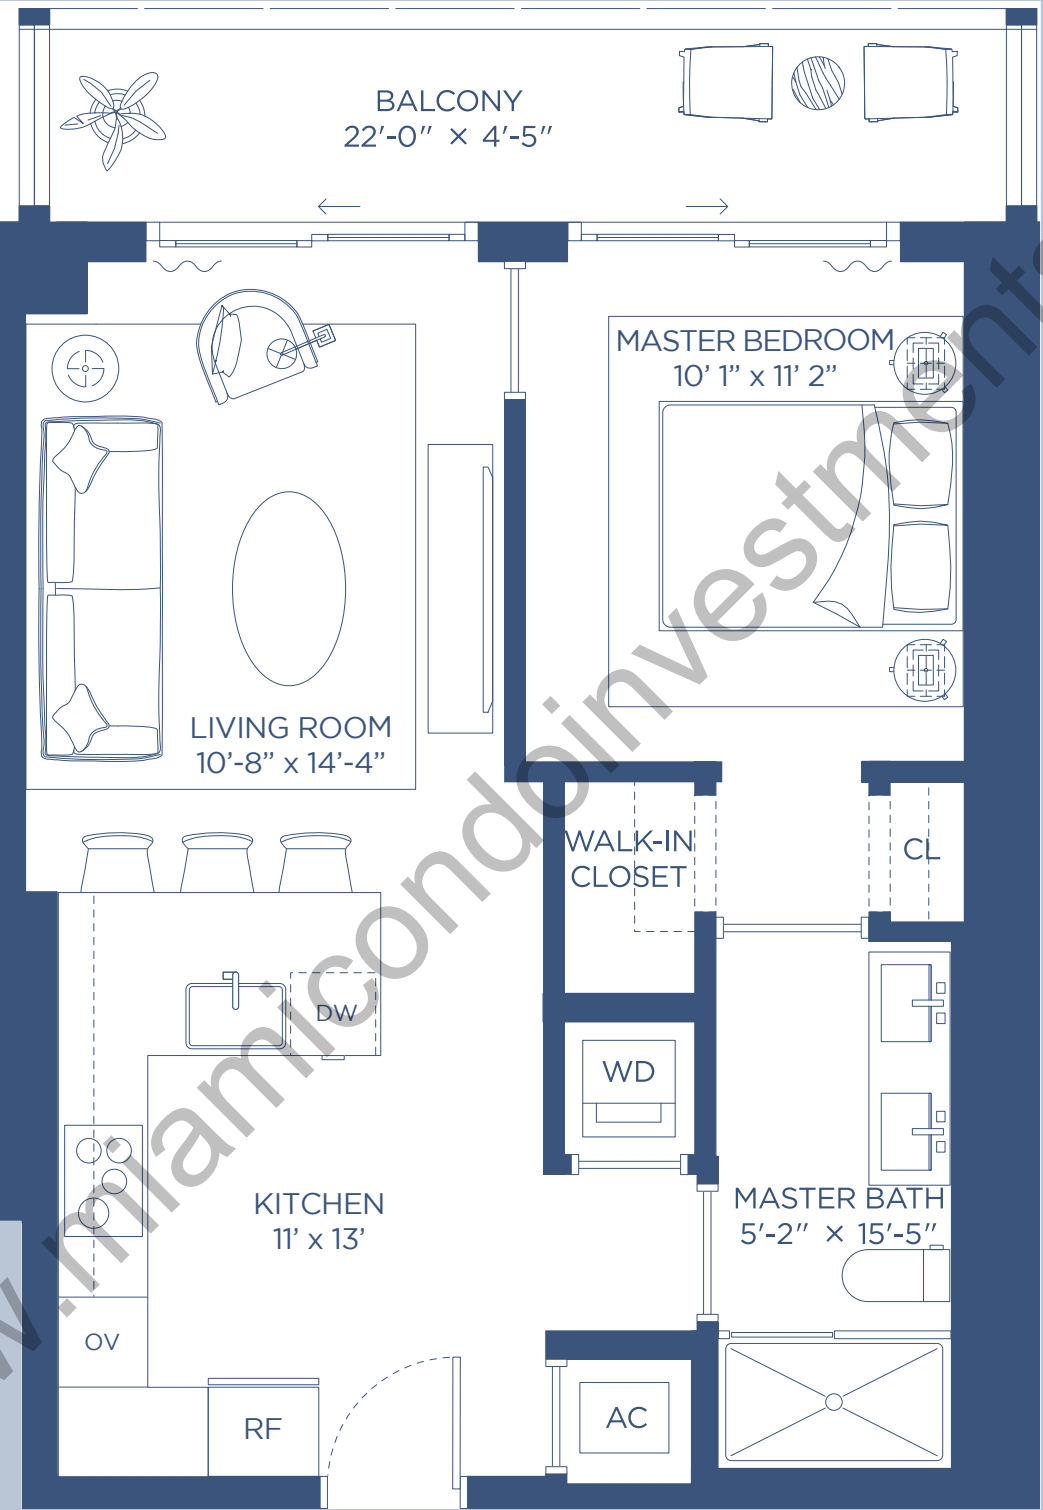 BALCONY
22'-0" × 4'-5"
MASTER BEDROOM
10' 1” x 11' 2”
LIVING ROOM
10’-8” x 14’-4”
WALK-IN
CLOSET
CL
DW
WD
KITCHEN
11’ x 13’
MASTER BATH
5'-2" × 15'-5"
OV
RF
AC
w.miamicondoinvestments